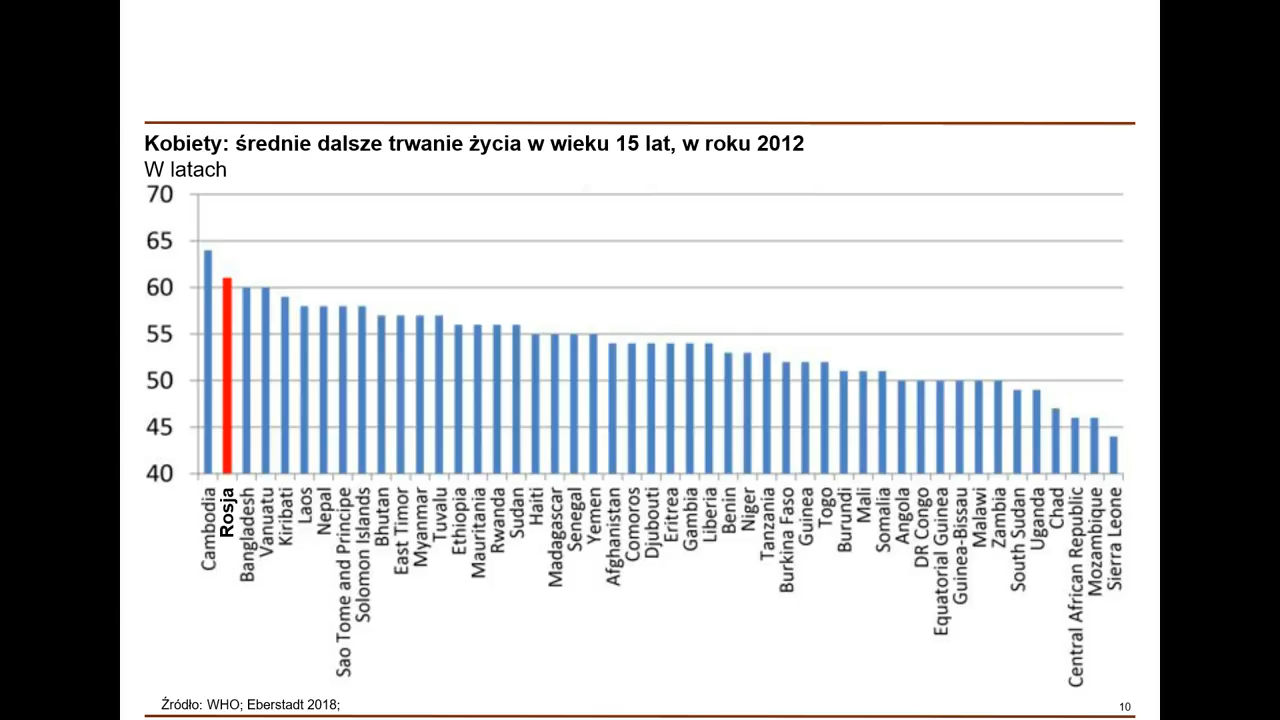 Kobiety: średnie dalsze trwanie życia w wieku 15 lat, w roku 2012
W latach
70
65
60
55
50
45
40
Cambodia
Rosja
Bangladesh
Vanuatu
Kiribati
Laos
Nepal
Sao Tome and Principe
Solomon Islands
Bhutan
East Timor
Myanmar
Tuvalu
Ethiopia
Mauritania
Rwanda
Sudan
Haiti
Madagascar
Senegal
Yemen
Afghanistan
Comoros
Djubouti
Eritrea
Gambia
Liberia
Benin
Niger
Tanzania
Burkina Faso
Guinea
Togo
Burundi
Mali
Somalia
Angola
DR Congo
Equatorial Guinea
Guinea-Bissau
Malawi
Zambia
South Sudan
Uganda
Chad
Central African Republic
Mozambique
Sierra Leone
Źródło: WHO; Eberstadt 2018;
10